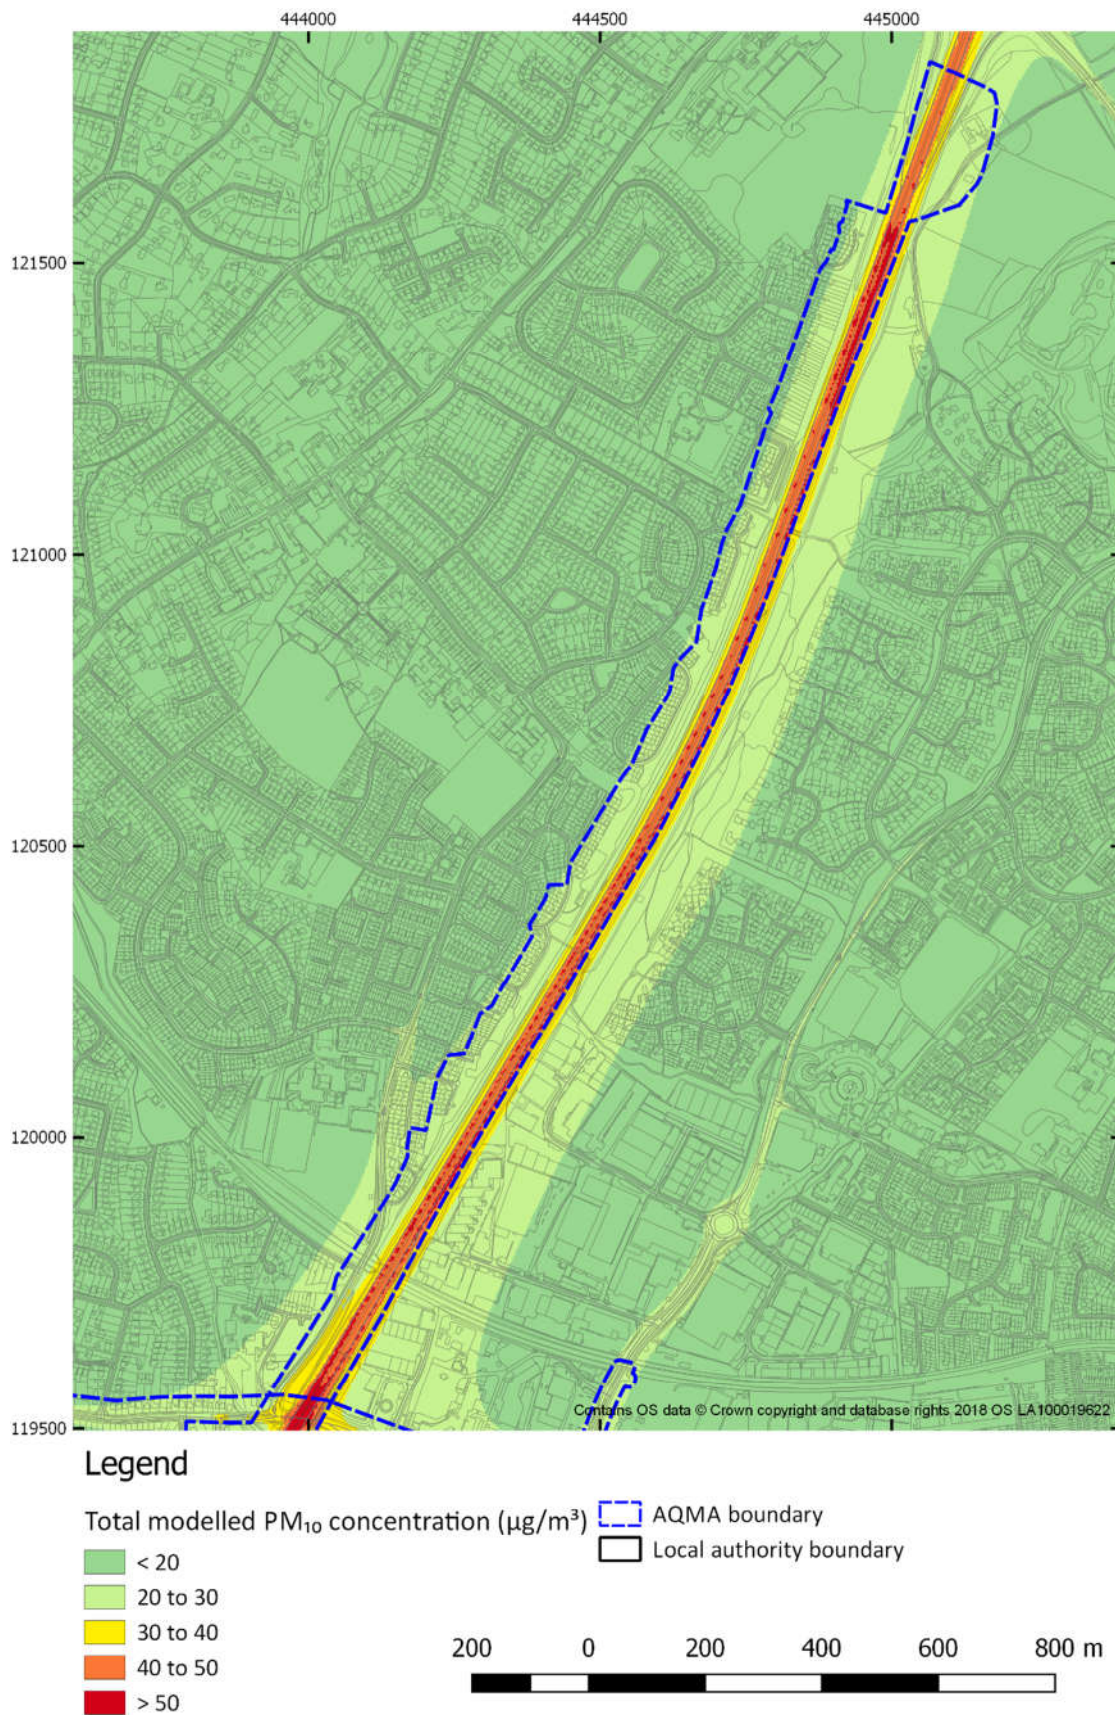 444000 444500 445000
121500
121000
120500
120000
119500
Contains OS data © Crown copyright and database rights 2018 OS LA100019622
Legend
Total modelled PM₁₀ concentration (µg/m³)
< 20
20 to 30
30 to 40
40 to 50
> 50
AQMA boundary
Local authority boundary
200 0 200 400 600 800 m